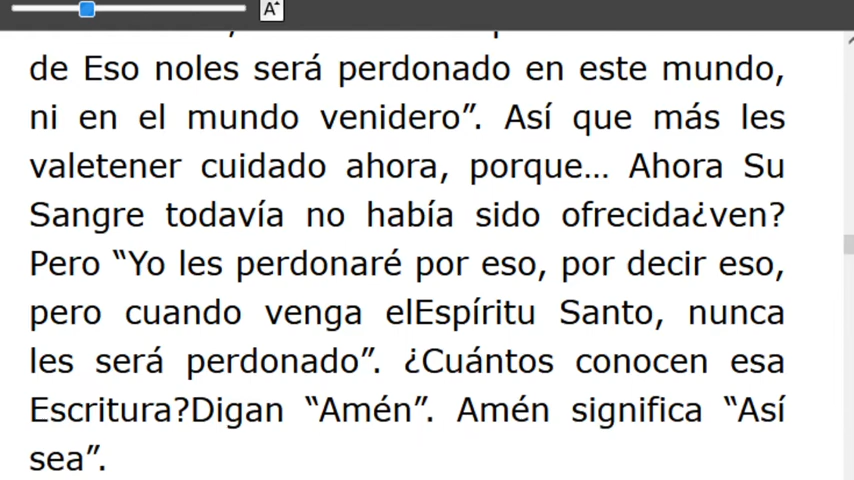 de Eso noles será perdonado en este mundo,
ni en el mundo venidero”. Así que más les
valetener cuidado ahora, porque… Ahora Su
Sangre todavía no había sido ofrecida¿ven?
Pero “Yo les perdonaré por eso, por decir eso,
pero cuando venga elEspíritu Santo, nunca
les será perdonado”. ¿Cuántos conocen esa
Escritura?Digan “Amén”. Amén significa “Así
sea”.